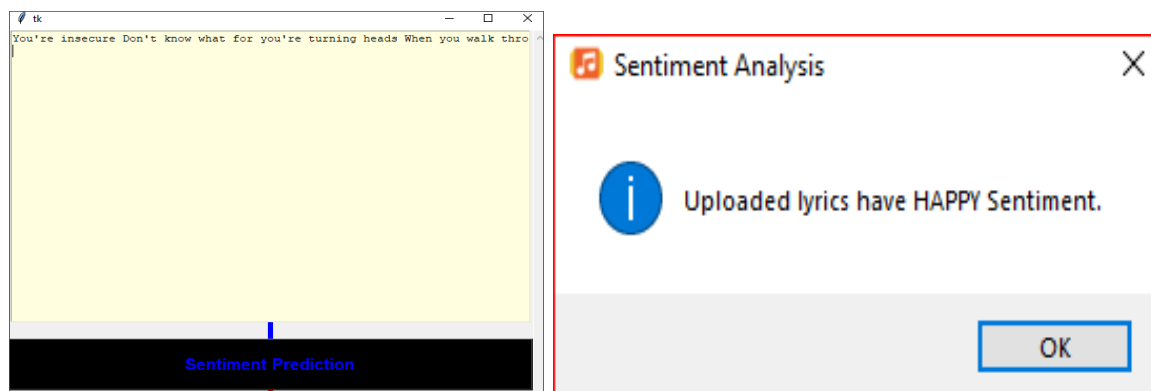 tk
You're insecure Don't know what for you're turning heads When you walk thro
Sentiment Prediction
Sentiment Analysis
Uploaded lyrics have HAPPY Sentiment.
OK